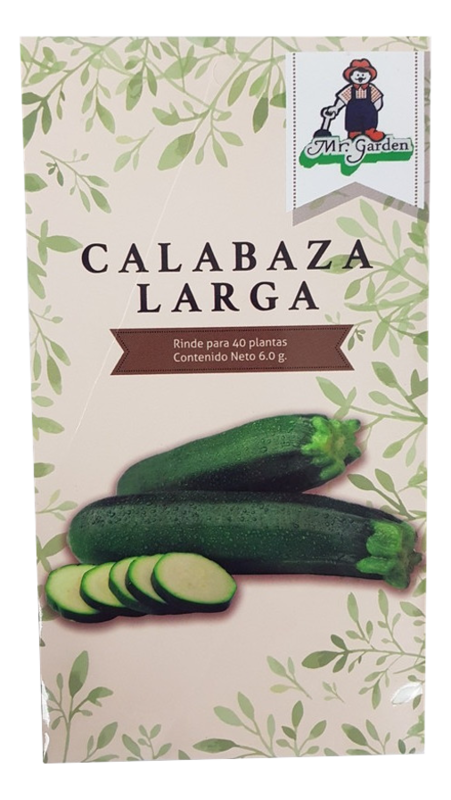 Mr. Garden
CALABAZA
LARGA
Rinde para 40 plantas
Contenido Neto 6.0 g.